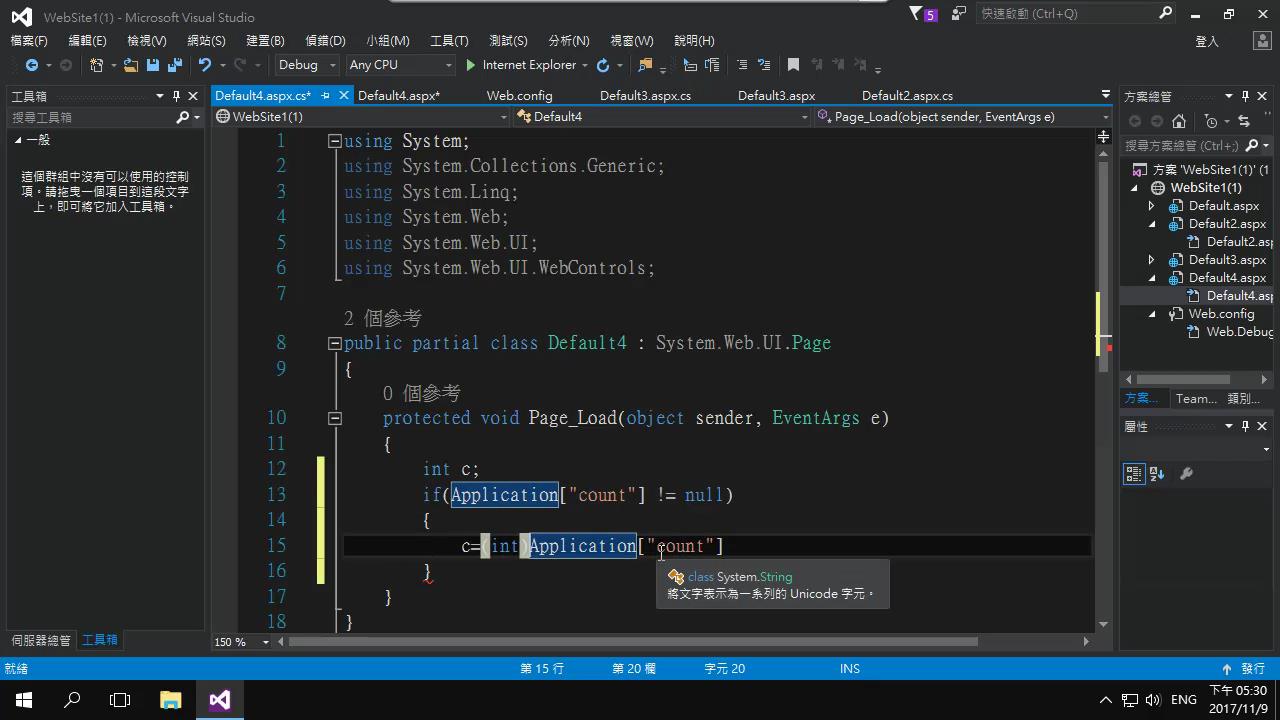 WebSite1(1) - Microsoft Visual Studio
5
快速啟動 (Ctrl+Q)
檔案(F) 編輯(E) 檢視(V) 網站(S) 建置(B) 偵錯(D) 小組(M) 工具(T) 測試(S) 分析(N) 視窗(W) 說明(H)
登入
Debug Any CPU Internet Explorer
工具箱
搜尋工具箱
一般
這個群組中沒有可以使用的控制
項。請拖曳一個項目到這段文字
上，即可將它加入工具箱。
伺服器總管 工具箱
Default4.aspx.cs* Default4.aspx* Web.config Default3.aspx.cs Default3.aspx Default2.aspx.cs
WebSite1(1) Default4 Page_Load(object sender, EventArgs e)
1 using System;
2 using System.Collections.Generic;
3 using System.Linq;
4 using System.Web;
5 using System.Web.UI;
6 using System.Web.UI.WebControls;
7
2 個參考
8 public partial class Default4 : System.Web.UI.Page
9 {
0 個參考
10 protected void Page_Load(object sender, EventArgs e)
11 {
12 int c;
13 if(Application["count"] != null)
14 {
15 c=(int)Application["count"]
16 }
17 }
18 }
class System.String
將文字表示為一系列的 Unicode 字元。
150 %
方案總管
搜尋方案總管 (Ctrl+;)
方案 'WebSite1(1)' (1
WebSite1(1)
Default.aspx
Default2.aspx
Default2.asp
Default3.aspx
Default4.aspx
Default4.asp
Web.config
Web.Debug
方案... Team... 類別...
屬性
就緒 第 15 行 第 20 欄 字元 20 INS 發行
ENG
下午 05:30
2017/11/9